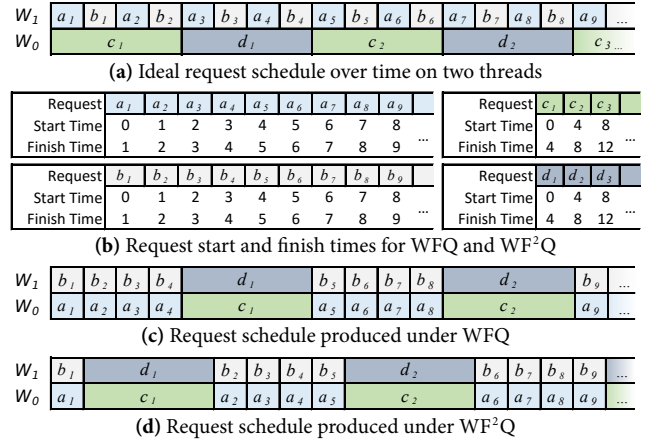 W1 a1 b1 a2 b2 a3 b3 a4 b4 a5 b5 a6 b6 a7 b7 a8 b8 a9 ...
W0 c1 d1 c2 d2 c3...
(a) Ideal request schedule over time on two threads
Request a1 a2 a3 a4 a5 a6 a7 a8 a9
Start Time 0 1 2 3 4 5 6 7 8
Finish Time 1 2 3 4 5 6 7 8 9 ...
Request c1 c2 c3
Start Time 0 4 8
Finish Time 4 8 12 ...
Request b1 b2 b3 b4 b5 b6 b7 b8 b9
Start Time 0 1 2 3 4 5 6 7 8
Finish Time 1 2 3 4 5 6 7 8 9 ...
Request d1 d2 d3
Start Time 0 4 8
Finish Time 4 8 12 ...
(b) Request start and finish times for WFQ and WF²Q
W1 b1 b2 b3 b4 d1 b5 b6 b7 b8 d2 b9 ...
W0 a1 a2 a3 a4 c1 a5 a6 a7 a8 c2 a9 ...
(c) Request schedule produced under WFQ
W1 b1 d1 b2 b3 b4 b5 d2 b6 b7 b8 b9 ...
W0 a1 c1 a2 a3 a4 a5 c2 a6 a7 a8 a9 ...
(d) Request schedule produced under WF²Q